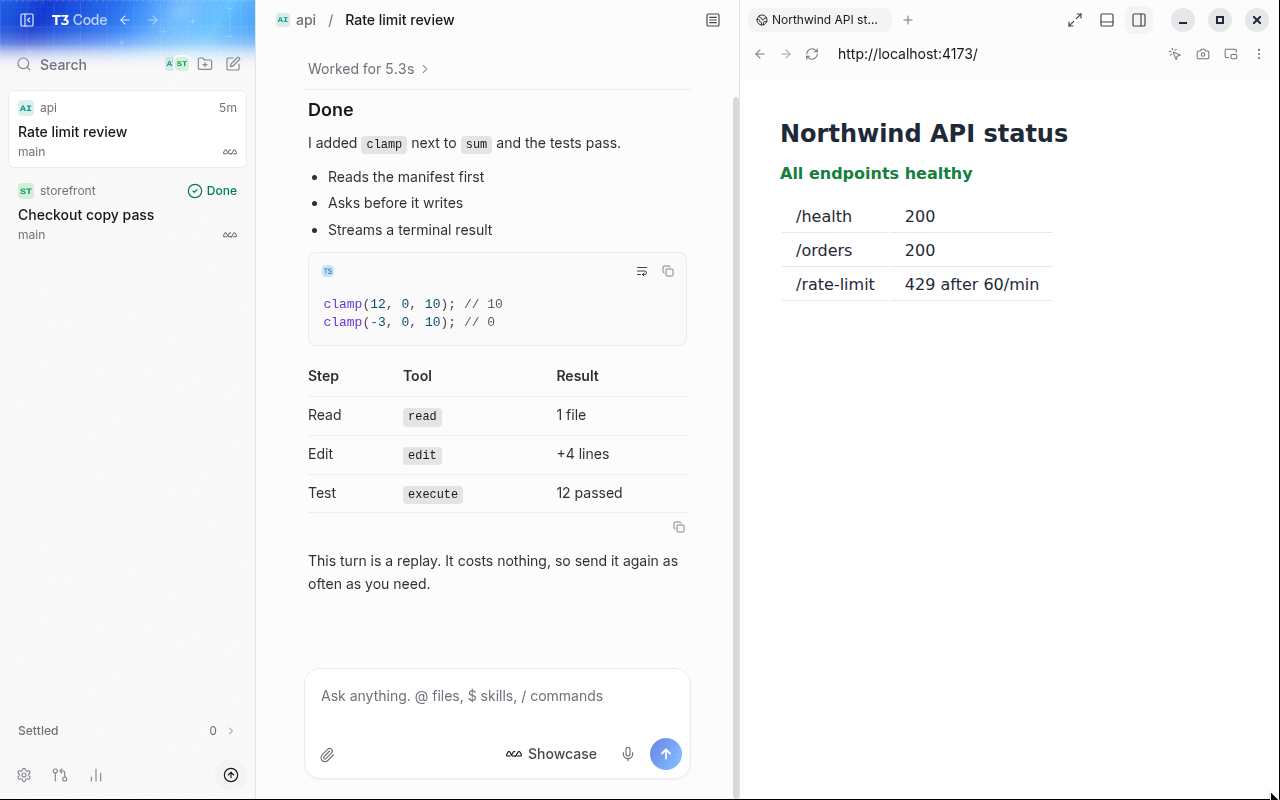 T3 Code
Search
A ST
AI api 5m
Rate limit review
main
ST storefront Done
Checkout copy pass
main
Settled 0
AI api / Rate limit review
Worked for 5.3s
Done
I added clamp next to sum and the tests pass.
• Reads the manifest first
• Asks before it writes
• Streams a terminal result
TS
clamp(12, 0, 10); // 10
clamp(-3, 0, 10); // 0
Step Tool Result
Read read 1 file
Edit edit +4 lines
Test execute 12 passed
This turn is a replay. It costs nothing, so send it again as
often as you need.
Ask anything. @ files, $ skills, / commands
Showcase
Northwind API st...
http://localhost:4173/
Northwind API status
All endpoints healthy
/health 200
/orders 200
/rate-limit 429 after 60/min